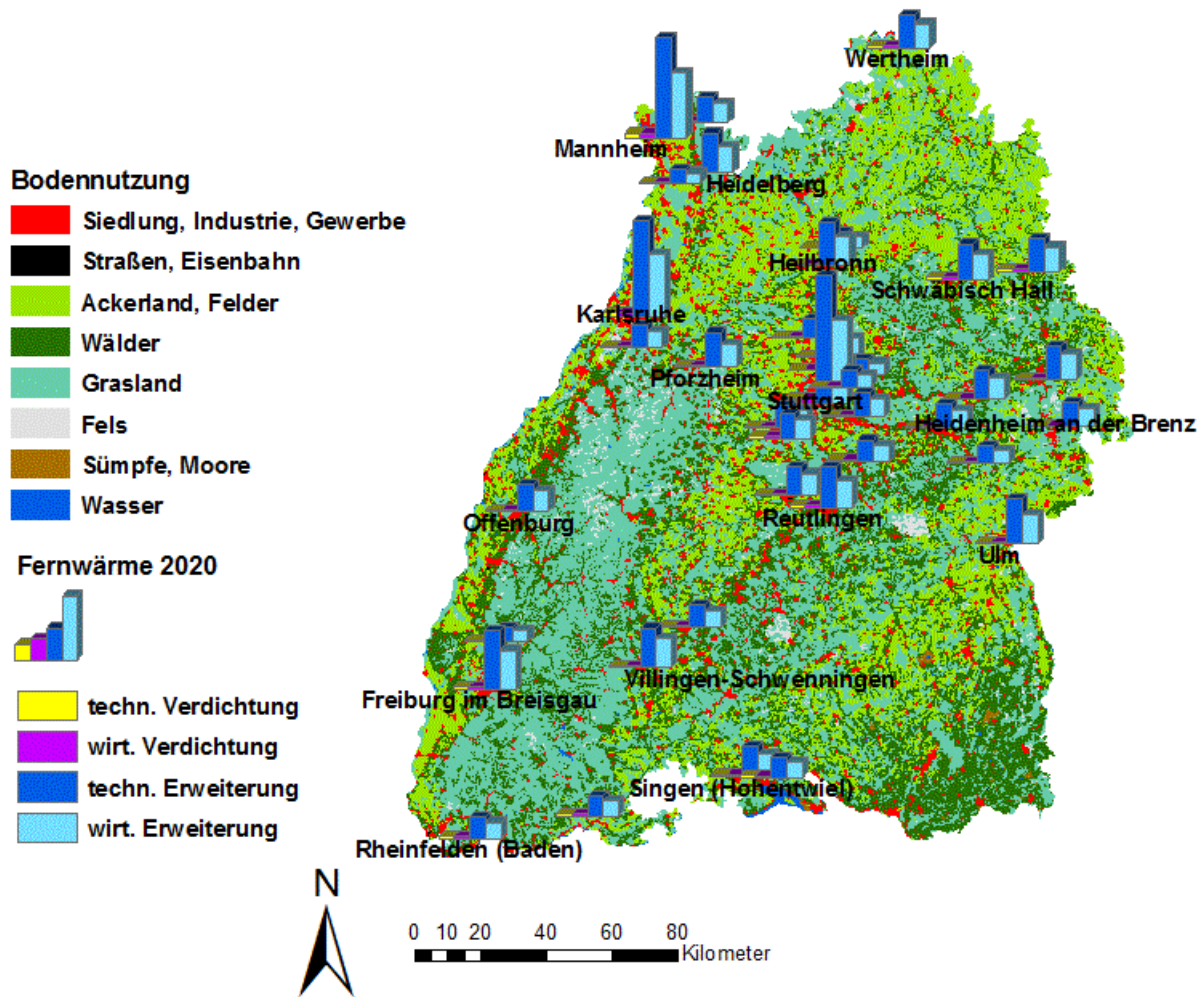 Bodennutzung
Siedlung, Industrie, Gewerbe
Straßen, Eisenbahn
Ackerland, Felder
Wälder
Grasland
Fels
Sümpfe, Moore
Wasser
Fernwärme 2020
techn. Verdichtung
wirt. Verdichtung
techn. Erweiterung
wirt. Erweiterung
Wertheim
Mannheim
Heidelberg
Heilbronn
Schwäbisch Hall
Karlsruhe
Pforzheim
Stuttgart
Heidenheim an der Brenz
Offenburg
Reutlingen
Ulm
Villingen-Schwenningen
Freiburg im Breisgau
Singen (Hohentwiel)
Rheinfelden (Baden)
N
0 10 20 40 60 80
Kilometer